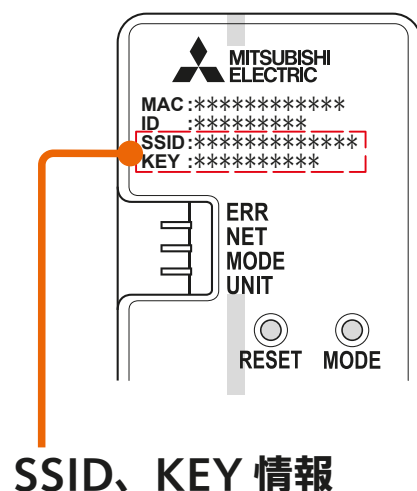 MITSUBISHI
ELECTRIC
MAC:************
ID :*********
SSID:*************
KEY :**********
ERR
NET
MODE
UNIT
RESET MODE
SSID、KEY 情報